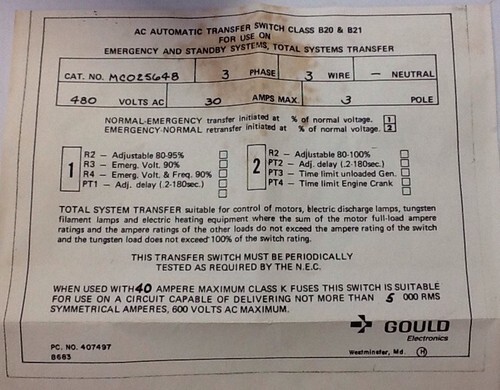 AC AUTOMATIC TRANSFER SWITCH CLASS B20 & B21
FOR USE ON
EMERGENCY AND STANDBY SYSTEMS, TOTAL SYSTEMS TRANSFER
CAT. NO. MC025648 3 PHASE 3 WIRE — NEUTRAL
480 VOLTS AC 30 AMPS MAX. 3 POLE
NORMAL-EMERGENCY transfer initiated at % of normal voltage. 1
EMERGENCY-NORMAL retransfer initiated at % of normal voltage. 2
1
R2 – Adjustable 80-95%
R3 – Emerg. Volt. 90%
R4 – Emerg. Volt. & Freq. 90%
PT1 – Adj. delay (.2-180sec.)
2
R2 – Adjustable 80-100%
PT2 – Adj. delay (.2-180sec.)
PT3 – Time limit unloaded Gen.
PT4 – Time limit Engine Crank
TOTAL SYSTEM TRANSFER suitable for control of motors, electric discharge lamps, tungsten
filament lamps and electric heating equipment where the sum of the motor full-load ampere
ratings and the ampere ratings of the other loads do not exceed the ampere rating of the switch
and the tungsten load does not exceed 100% of the switch rating.
THIS TRANSFER SWITCH MUST BE PERIODICALLY
TESTED AS REQUIRED BY THE N.E.C.
WHEN USED WITH 40 AMPERE MAXIMUM CLASS K FUSES THIS SWITCH IS SUITABLE
FOR USE ON A CIRCUIT CAPABLE OF DELIVERING NOT MORE THAN 5 000 RMS
SYMMETRICAL AMPERES, 600 VOLTS AC MAXIMUM.
GOULD
Electronics
PC. NO. 407497
8683
Westminster, Md. H